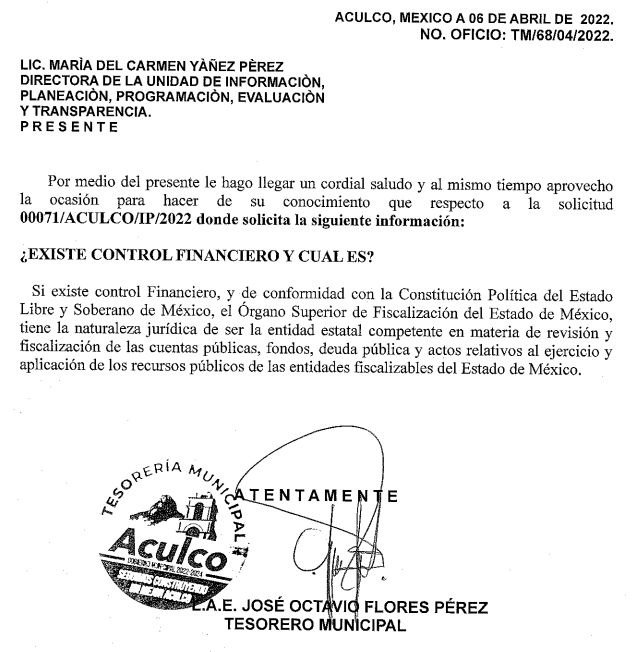 ACULCO, MEXICO A 06 DE ABRIL DE 2022.
NO. OFICIO: TM/68/04/2022.
LIC. MARÌA DEL CARMEN YÀÑEZ PÈREZ
DIRECTORA DE LA UNIDAD DE INFORMACIÒN,
PLANEACIÒN, PROGRAMACIÒN, EVALUACIÒN
Y TRANSPARENCIA.
P R E S E N T E
Por medio del presente le hago llegar un cordial saludo y al mismo tiempo aprovecho
la ocasión para hacer de su conocimiento que respecto a la solicitud
00071/ACULCO/IP/2022 donde solicita la siguiente información:
¿EXISTE CONTROL FINANCIERO Y CUAL ES?
Si existe control Financiero, y de conformidad con la Constitución Política del Estado
Libre y Soberano de México, el Órgano Superior de Fiscalización del Estado de México,
tiene la naturaleza jurídica de ser la entidad estatal competente en materia de revisión y
fiscalización de las cuentas públicas, fondos, deuda pública y actos relativos al ejercicio y
aplicación de los recursos públicos de las entidades fiscalizables del Estado de México.
TESORERÍA MUNICIPAL
A T E N T A M E N T E
Aculco
GOBIERNO MUNICIPAL 2022-2024
L.A.E. JOSÉ OCTAVIO FLORES PÉREZ
TESORERO MUNICIPAL